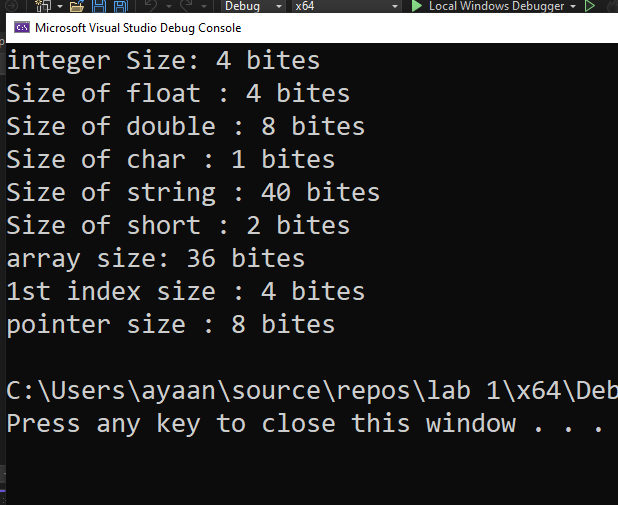 Debug x64 Local Windows Debugger
Microsoft Visual Studio Debug Console
integer Size: 4 bites
Size of float : 4 bites
Size of double : 8 bites
Size of char : 1 bites
Size of string : 40 bites
Size of short : 2 bites
array size: 36 bites
1st index size : 4 bites
pointer size : 8 bites
C:\Users\ayaan\source\repos\lab 1\x64\Deb
Press any key to close this window . . .